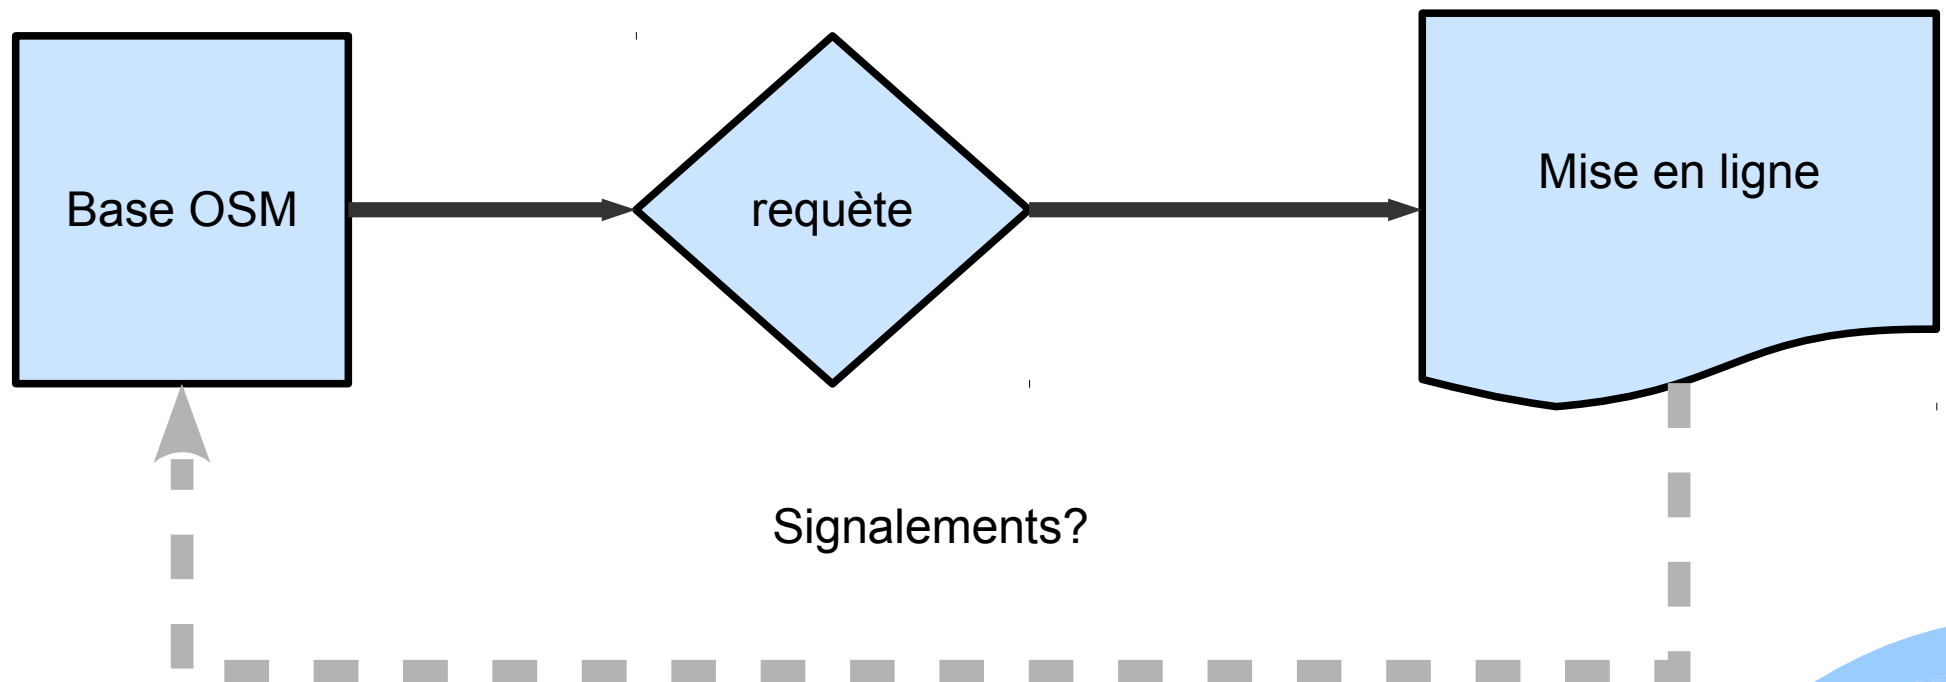 Base OSM
requète
Mise en ligne
Signalements?